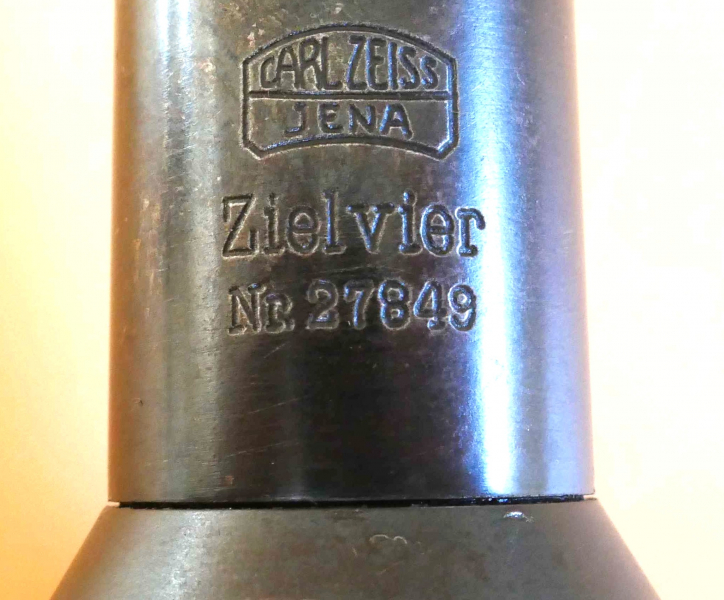 CARL ZEISS
JENA
Zielvier
Nr. 27849